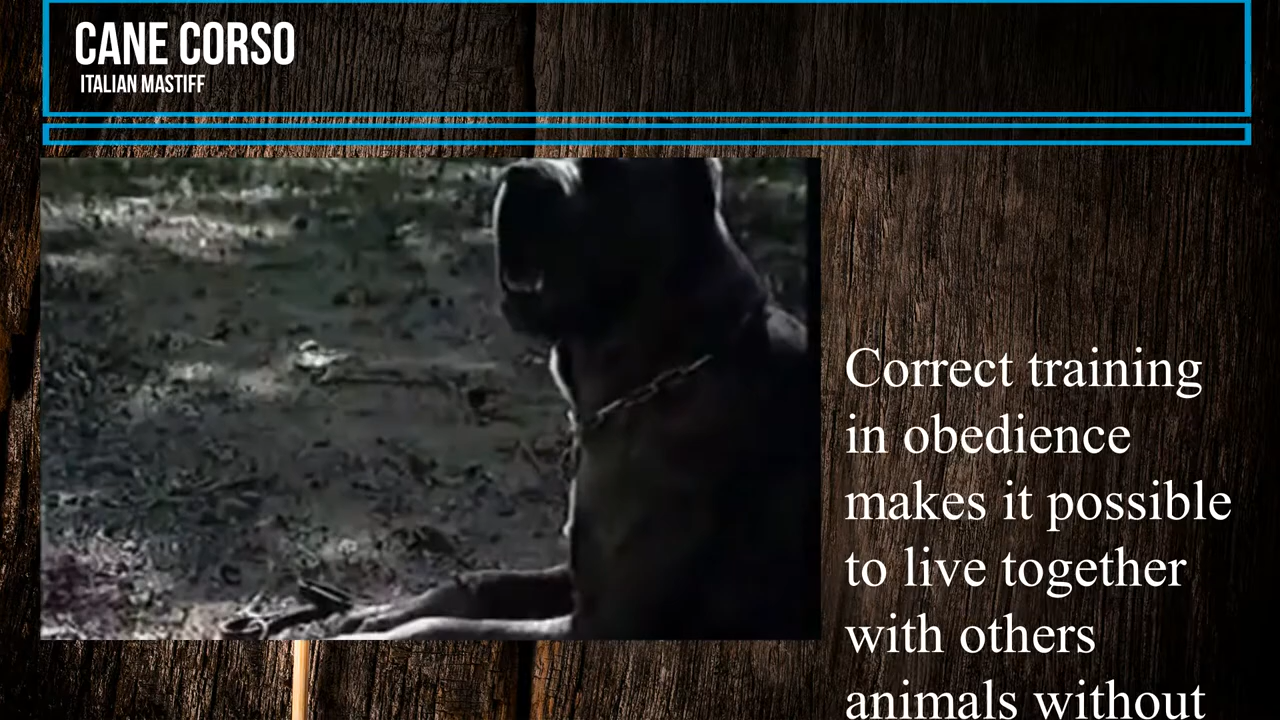 CANE CORSO
ITALIAN MASTIFF
Correct training
in obedience
makes it possible
to live together
with others
animals without